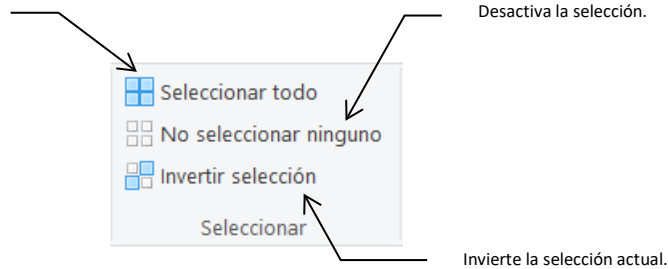 Desactiva la selección.
Seleccionar todo
No seleccionar ninguno
Invertir selección
Seleccionar
Invierte la selección actual.